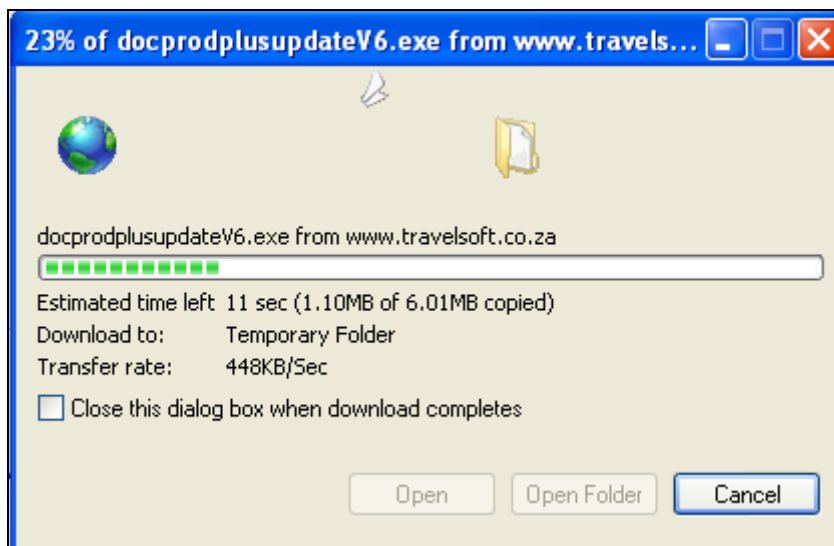 23% of docprodplusupdateV6.exe from www.travels...
docprodplusupdateV6.exe from www.travelsoft.co.za
Estimated time left 11 sec (1.10MB of 6.01MB copied)
Download to: Temporary Folder
Transfer rate: 448KB/Sec
Close this dialog box when download completes
Open Open Folder Cancel